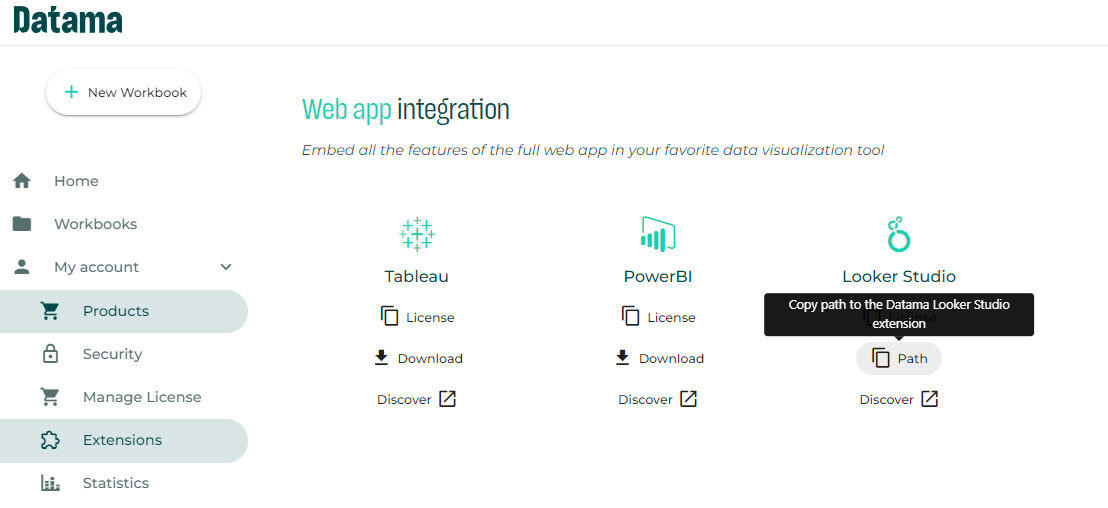 Datama
New Workbook
Home
Workbooks
My account
Products
Security
Manage License
Extensions
Statistics
Web app integration
Embed all the features of the full web app in your favorite data visualization tool
Tableau
License
Download
Discover
PowerBI
License
Download
Discover
Looker Studio
Copy path to the Datama Looker Studio
extension
Path
Discover